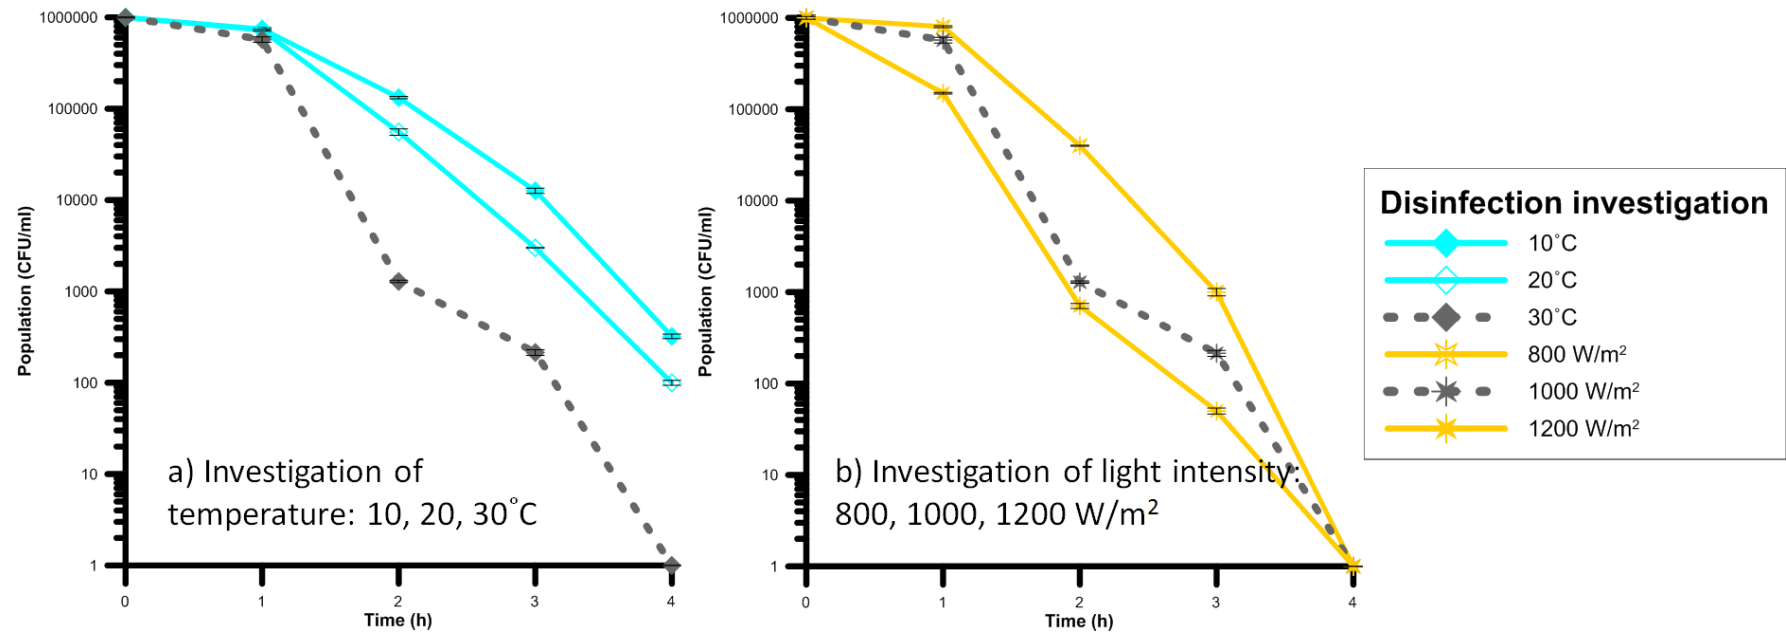 1000000
100000
10000
1000
100
10
1
Population (CFU/ml)
0 1 2 3 4
Time (h)
a) Investigation of
temperature: 10, 20, 30°C
1000000
100000
10000
1000
100
10
1
Population (CFU/ml)
0 1 2 3 4
Time (h)
b) Investigation of light intensity:
800, 1000, 1200 W/m²
Disinfection investigation
10°C
20°C
30°C
800 W/m²
1000 W/m²
1200 W/m²